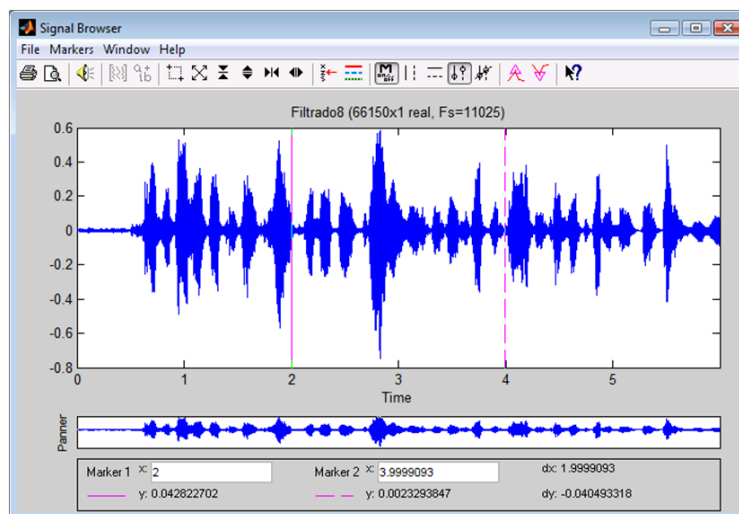 Signal Browser
File Markers Window Help
M on/off
Filtrado8 (66150x1 real, Fs=11025)
0.6
0.4
0.2
0
-0.2
-0.4
-0.6
-0.8
0 1 2 3 4 5
Time
Panner
Marker 1 x: 2 Marker 2 x: 3.9999093 dx: 1.9999093
y: 0.042822702 y: 0.0023293847 dy: -0.040493318